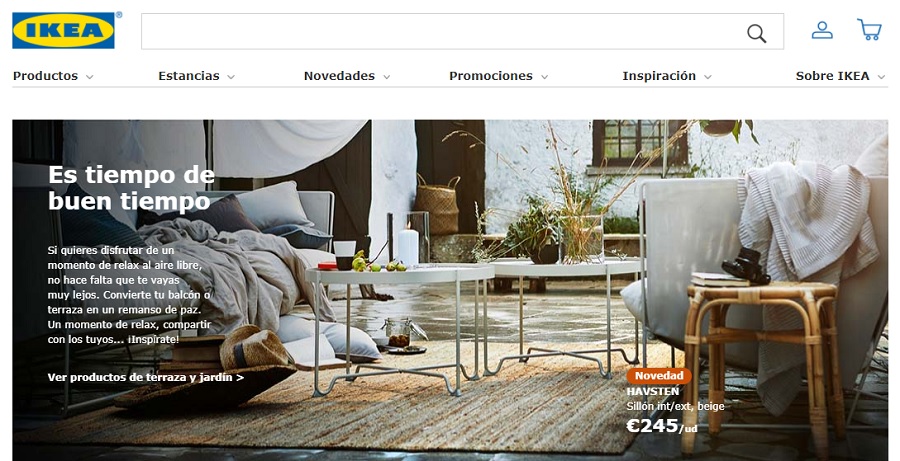 IKEA®
Productos
Estancias
Novedades
Promociones
Inspiración
Sobre IKEA
Es tiempo de
buen tiempo
Si quieres disfrutar de un
momento de relax al aire libre,
no hace falta que te vayas
muy lejos. Convierte tu balcón o
terraza en un remanso de paz.
Un momento de relax, compartir
con los tuyos... ¡Inspírate!
Ver productos de terraza y jardín >
Novedad
HAVSTEN
Sillón int/ext, beige
€245/ud